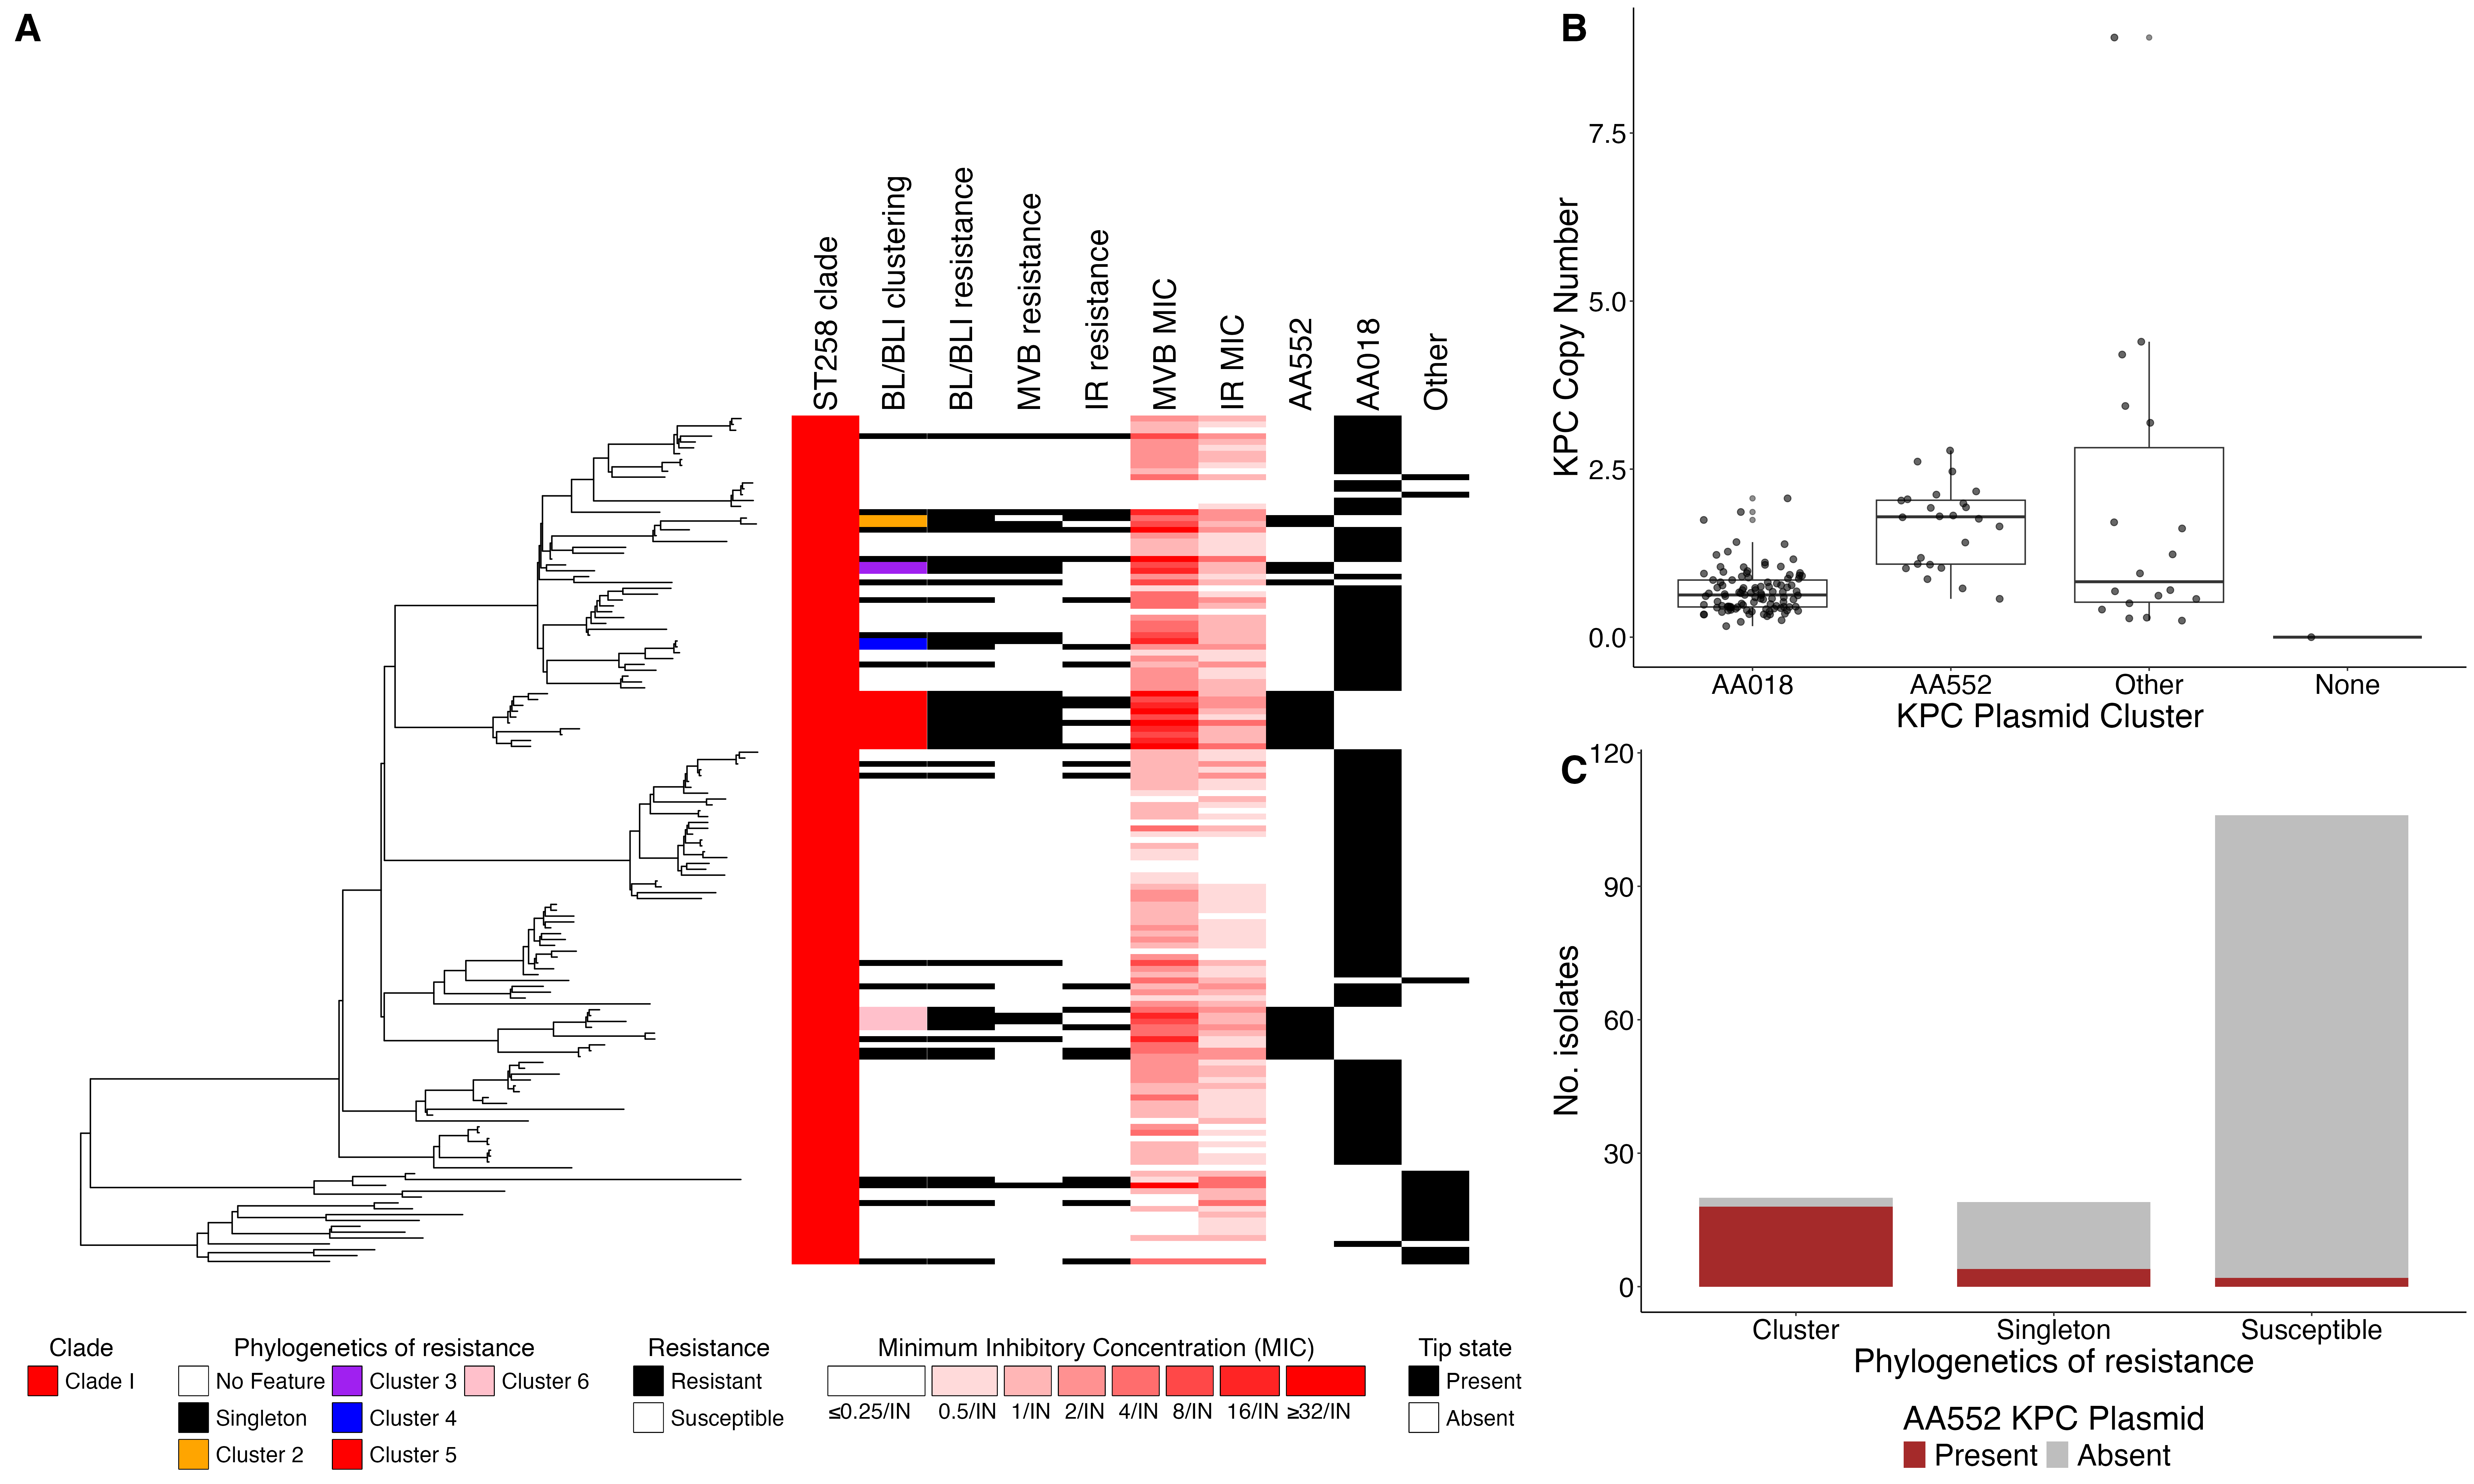 A
ST258 clade
BL/BLI clustering
BL/BLI resistance
MVB resistance
IR resistance
MVB MIC
IR MIC
AA552
AA018
Other
Clade
Clade I
Phylogenetics of resistance
No Feature
Singleton
Cluster 2
Cluster 3
Cluster 4
Cluster 5
Cluster 6
Resistance
Resistant
Susceptible
Minimum Inhibitory Concentration (MIC)
≤0.25/IN 0.5/IN 1/IN 2/IN 4/IN 8/IN 16/IN ≥32/IN
Tip state
Present
Absent
B
KPC Copy Number
7.5
5.0
2.5
0.0
AA018 AA552 Other None
KPC Plasmid Cluster
C
No. isolates
120
90
60
30
0
Cluster Singleton Susceptible
Phylogenetics of resistance
AA552 KPC Plasmid
Present Absent